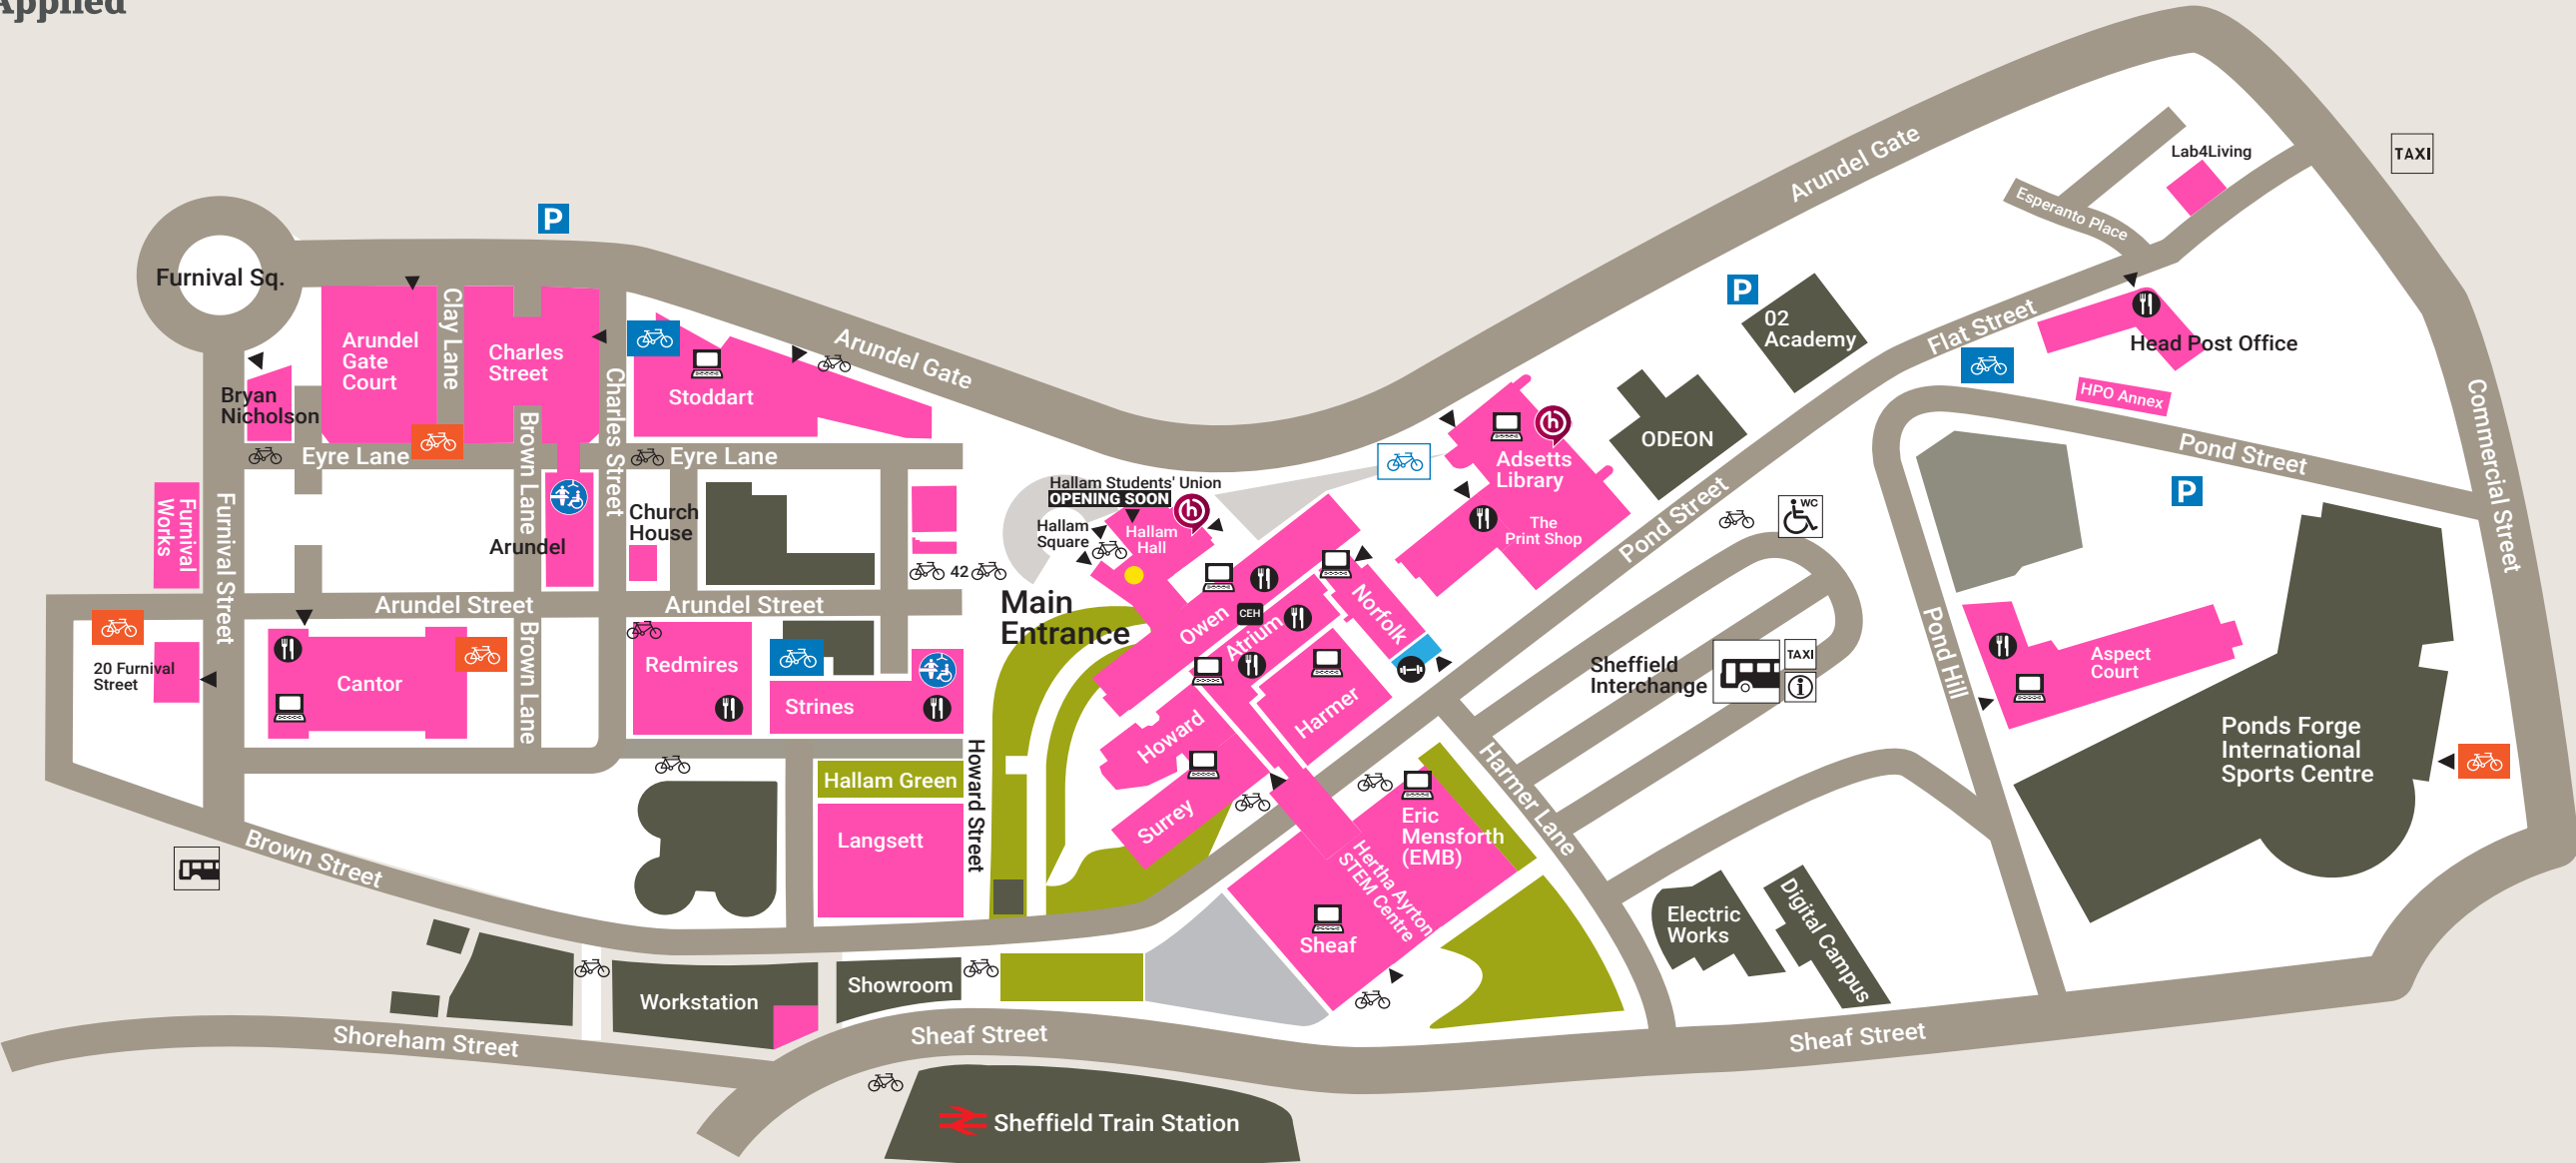 Applied
TAXI
Lab4Living
Arundel Gate
Esperanto Place
P
Furnival Sq.
P
02
Academy
Flat Street
Head Post Office
HPO Annex
Arundel
Gate
Court
Clay Lane
Charles
Street
Charles Street
Stoddart
Arundel Gate
Bryan
Nicholson
Eyre Lane
Brown Lane
Eyre Lane
ODEON
Pond Street
Commercial Street
P
Adsetts
Library
h
The
Print Shop
Hallam Students' Union
OPENING SOON
h
Hallam
Square
Hallam
Hall
Furnival
Works
Furnival Street
Church
House
Arundel
42
Pond Street
WC
Main
Entrance
Owen
CEH
Atrium
Norfolk
Arundel Street
Arundel Street
20 Furnival
Street
Cantor
Brown Lane
Redmires
Strines
Howard
Harmer
Sheffield
Interchange
TAXI
i
Pond Hill
Aspect
Court
Ponds Forge
International
Sports Centre
Hallam Green
Howard Street
Langsett
Surrey
Eric
Mensforth
(EMB)
Harmer Lane
Hertha Ayrton
STEM Centre
Sheaf
Brown Street
Electric
Works
Digital Campus
Workstation
Showroom
Shoreham Street
Sheaf Street
Sheaf Street
Sheffield Train Station